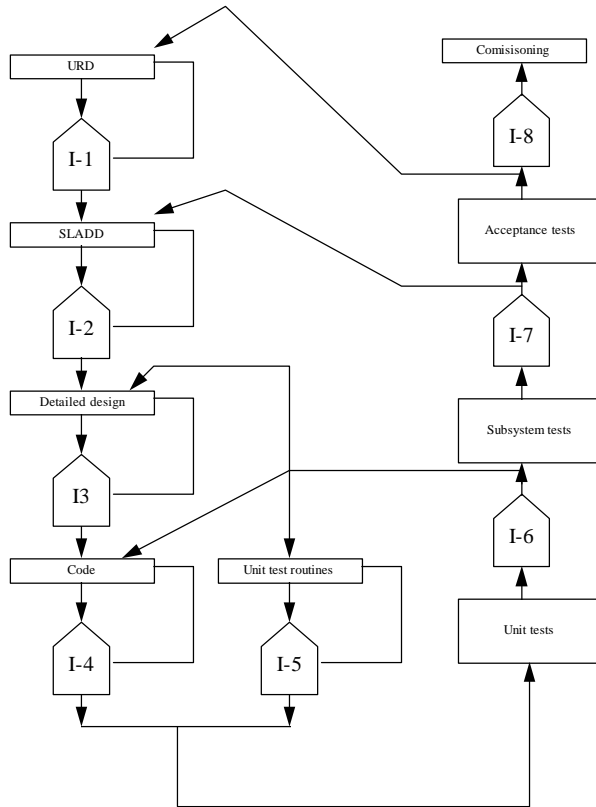 Comisisoning
URD
I-1
I-8
SLADD
Acceptance tests
I-2
I-7
Detailed design
Subsystem tests
I3
I-6
Code
Unit test routines
Unit tests
I-4
I-5